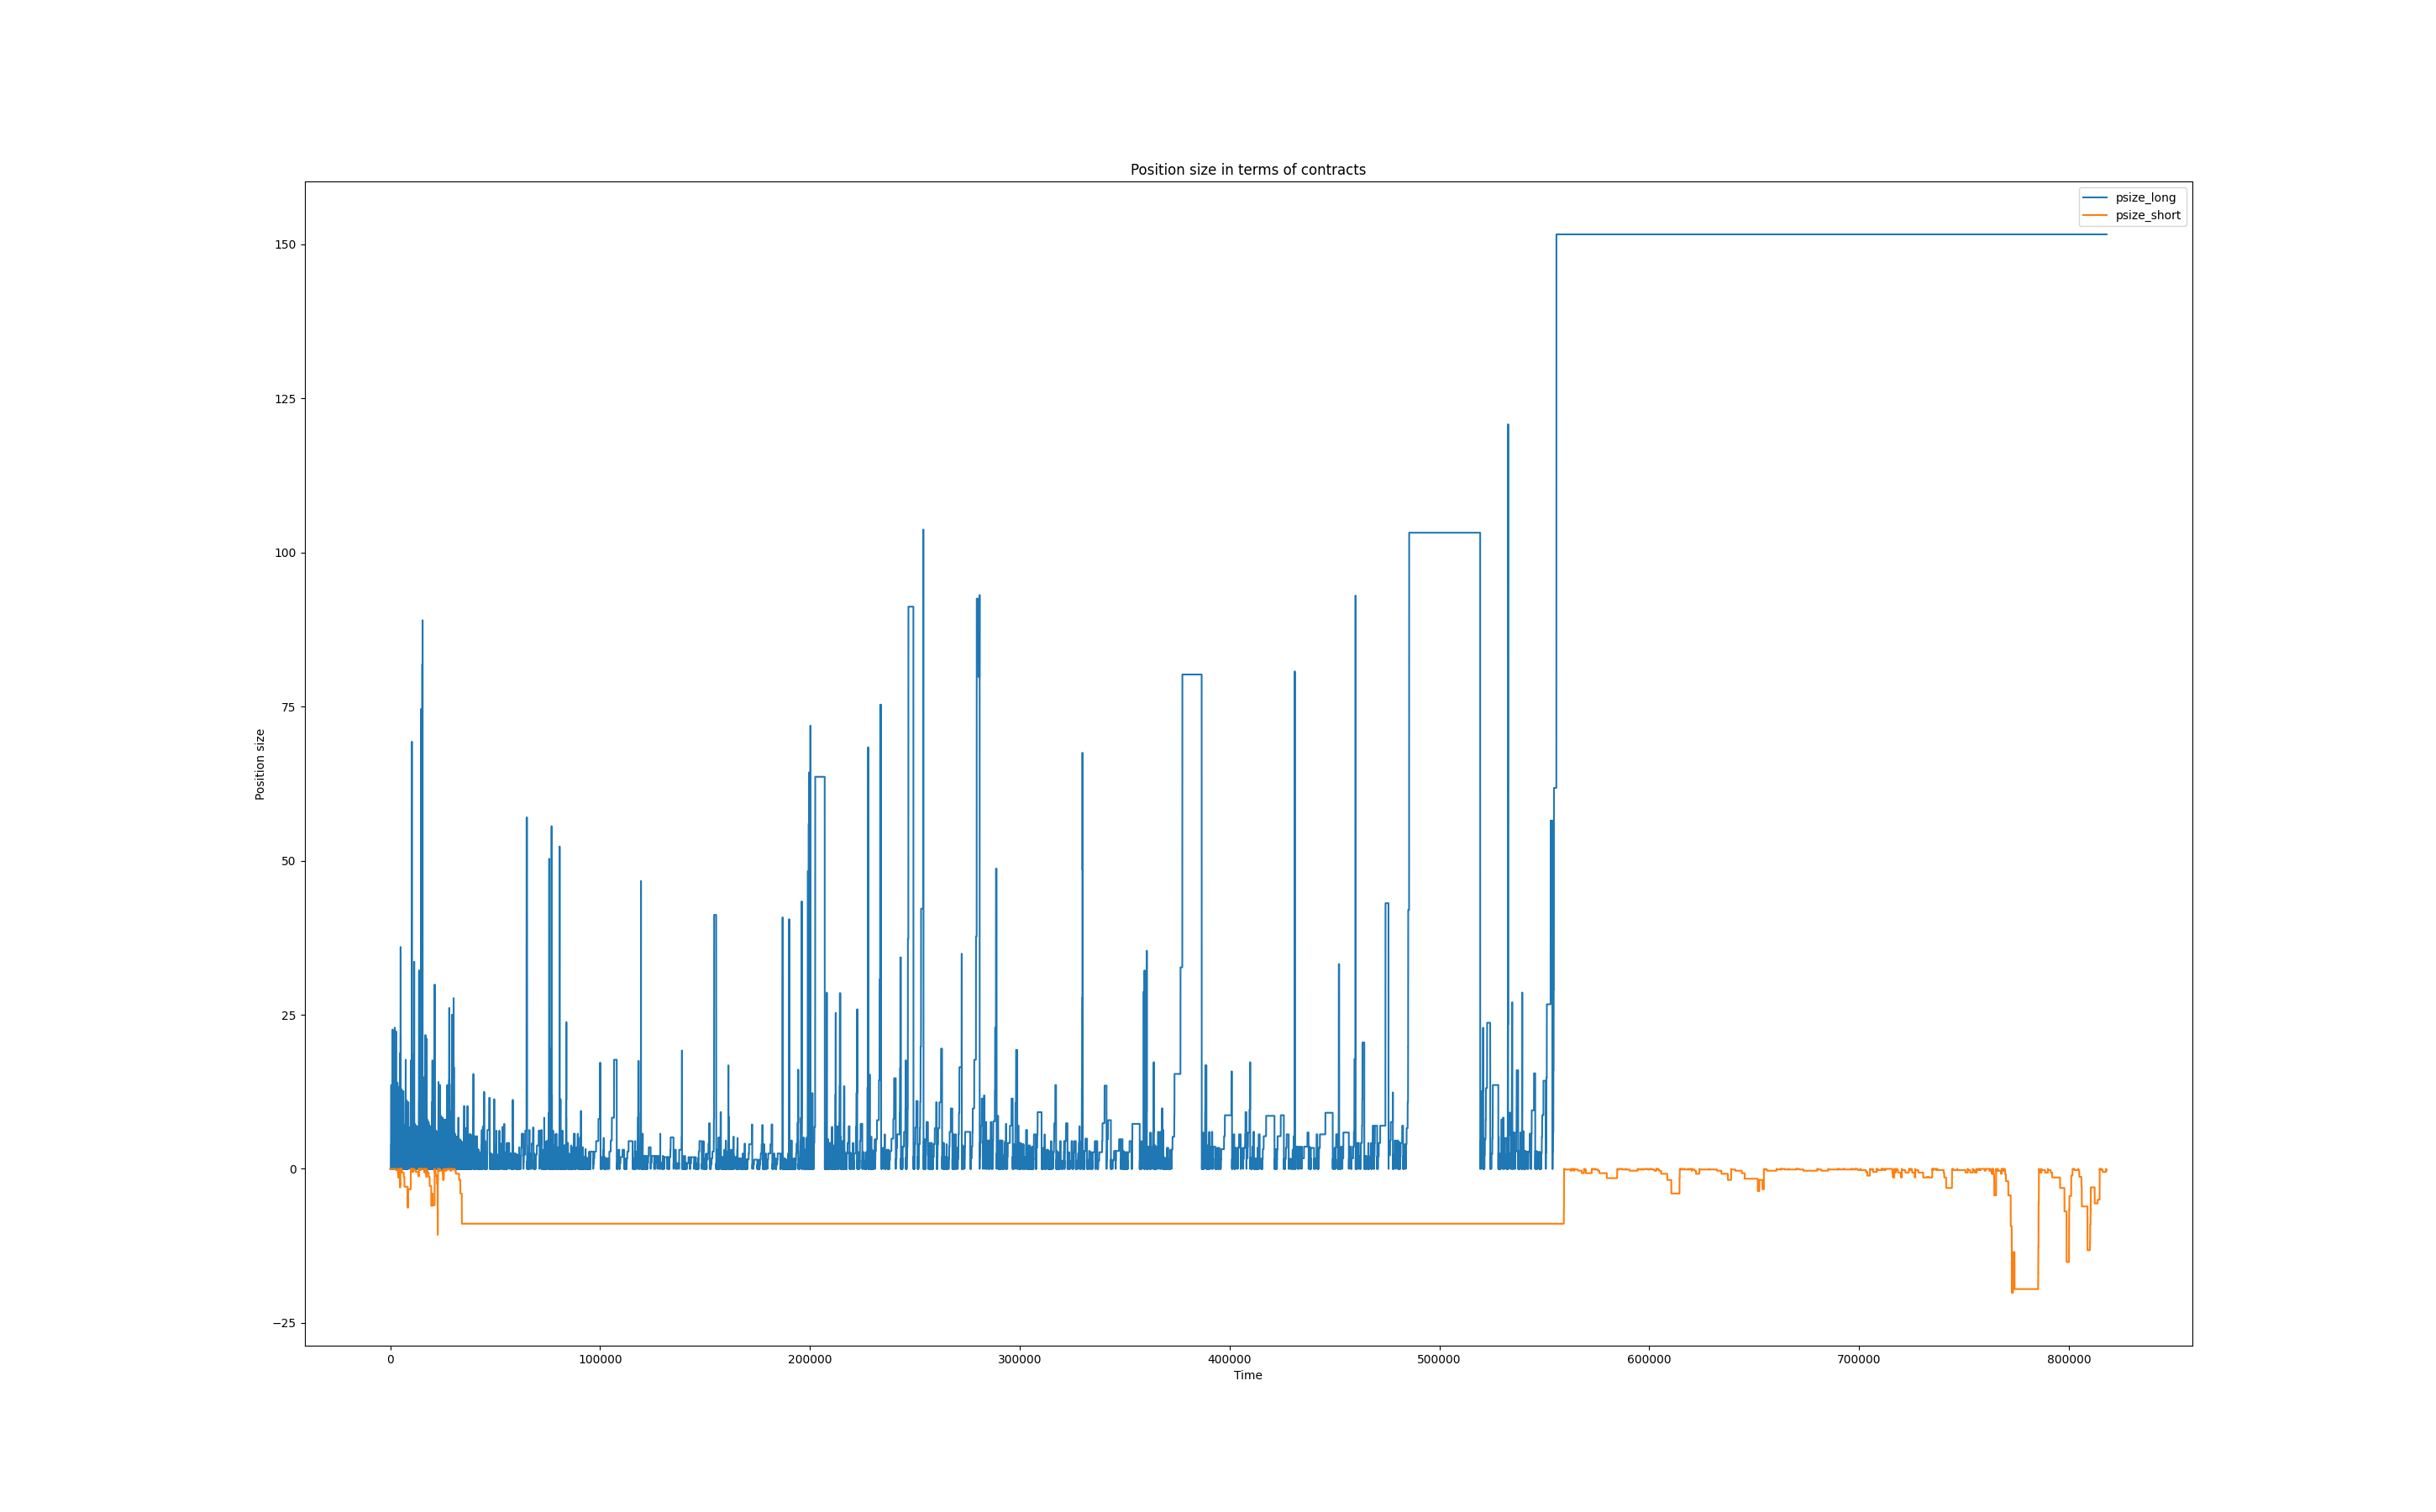 Position size in terms of contracts
psize_long
psize_short
150
125
100
75
50
25
0
−25
Position size
0 100000 200000 300000 400000 500000 600000 700000 800000
Time